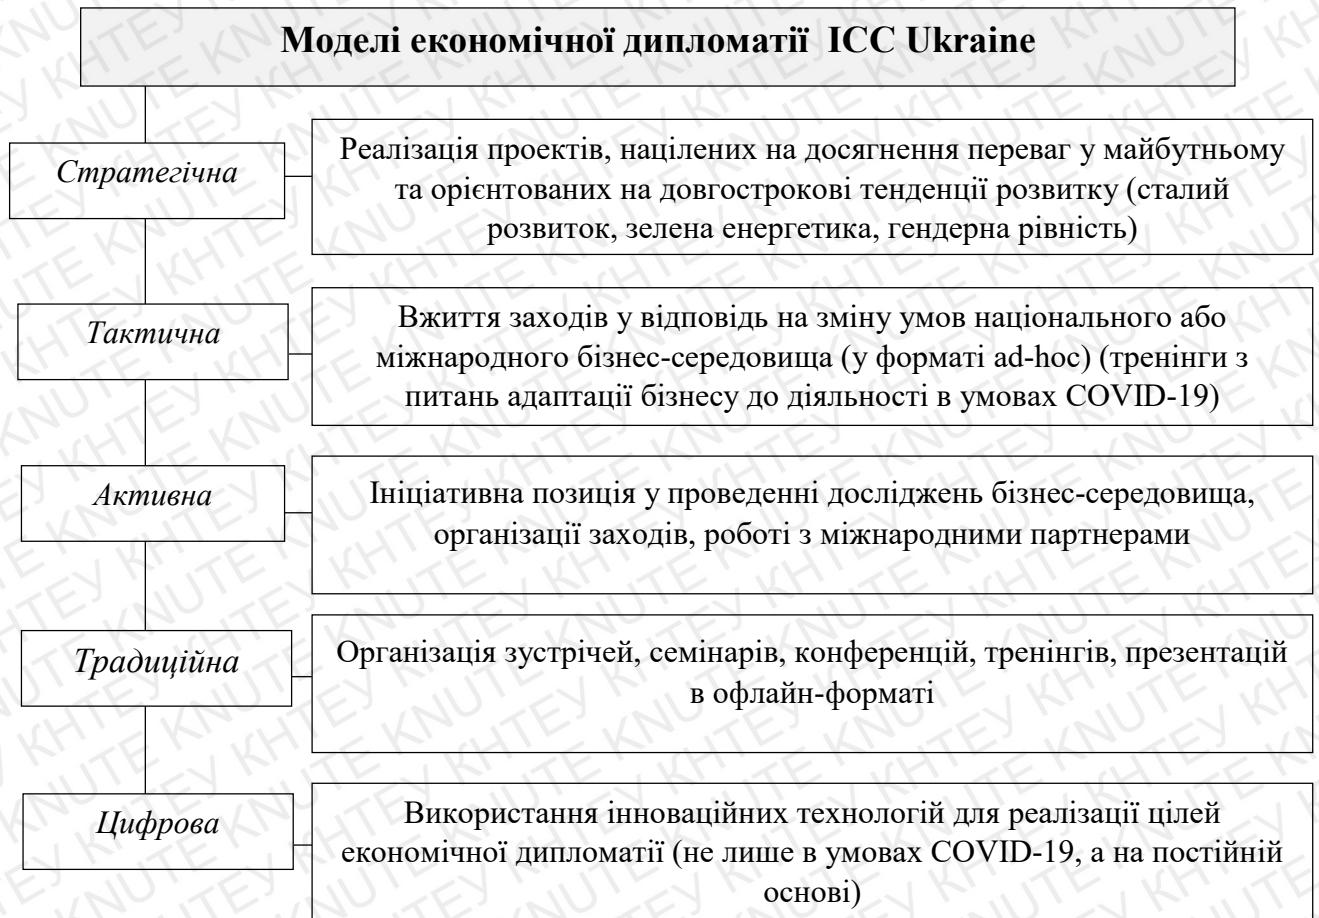 Моделі економічної дипломатії ICC Ukraine
Стратегічна
Реалізація проектів, націлених на досягнення переваг у майбутньому
та орієнтованих на довгострокові тенденції розвитку (сталий
розвиток, зелена енергетика, гендерна рівність)
Тактична
Вжиття заходів у відповідь на зміну умов національного або
міжнародного бізнес-середовища (у форматі ad-hoc) (тренінги з
питань адаптації бізнесу до діяльності в умовах COVID-19)
Активна
Ініціативна позиція у проведенні досліджень бізнес-середовища,
організації заходів, роботі з міжнародними партнерами
Традиційна
Організація зустрічей, семінарів, конференцій, тренінгів, презентацій
в офлайн-форматі
Цифрова
Використання інноваційних технологій для реалізації цілей
економічної дипломатії (не лише в умовах COVID-19, а на постійній
основі)